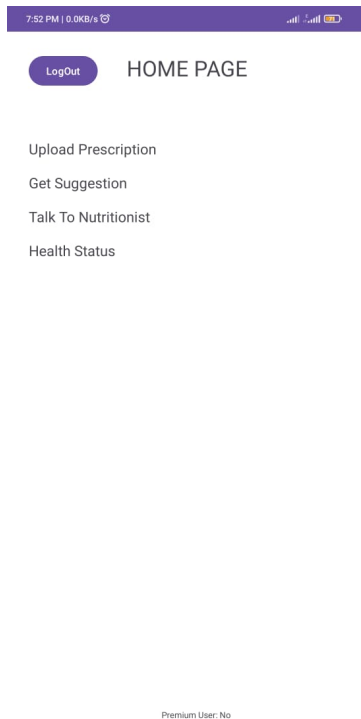 7:52 PM | 0.0KB/s
LogOut
HOME PAGE
Upload Prescription
Get Suggestion
Talk To Nutritionist
Health Status
Premium User: No